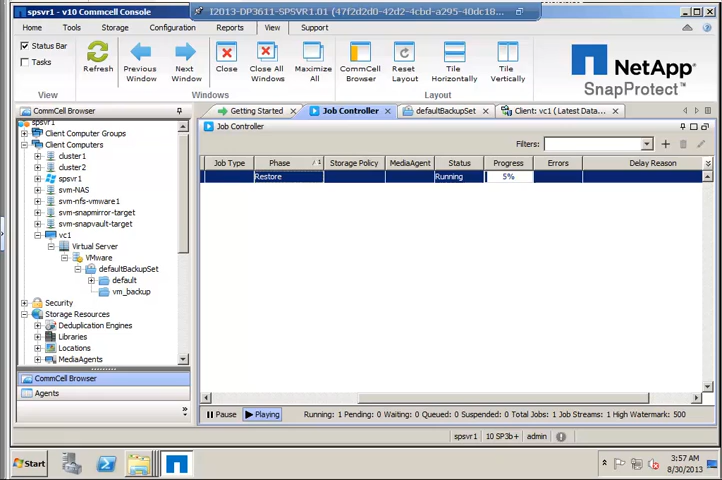 spsvr1 - v10 Commcell Console
I2013-DP3611-SPSVR1.01 (47f2d2d0-42d2-4cbd-a295-40dc18...
Home Tools Storage Configuration Reports View Support
Status Bar
Tasks
Refresh
Previous Window
Next Window
Close
Close All Windows
Maximize All
CommCell Browser
Reset Layout
Tile Horizontally
Tile Vertically
View Windows Layout
NetApp
SnapProtect
CommCell Browser
Getting Started Job Controller defaultBackupSet Client: vc1 ( Latest Data...
Job Controller
Filters:
Job Type Phase / 1 Storage Policy MediaAgent Status Progress Errors Delay Reason
Restore Running 5%
spsvr1
Client Computer Groups
Client Computers
cluster1
cluster2
spsvr1
svm-NAS
svm-nfs-vmware1
svm-snapmirror-target
svm-snapvault-target
vc1
Virtual Server
VMware
defaultBackupSet
default
vm_backup
Security
Storage Resources
Deduplication Engines
Libraries
Locations
MediaAgents
CommCell Browser
Agents
Pause Playing Running: 1 Pending: 0 Waiting: 0 Queued: 0 Suspended: 0 Total Jobs: 1 Job Streams: 1 High Watermark: 500
spsvr1 10 SP3b+ admin
Start
3:57 AM
8/30/2013